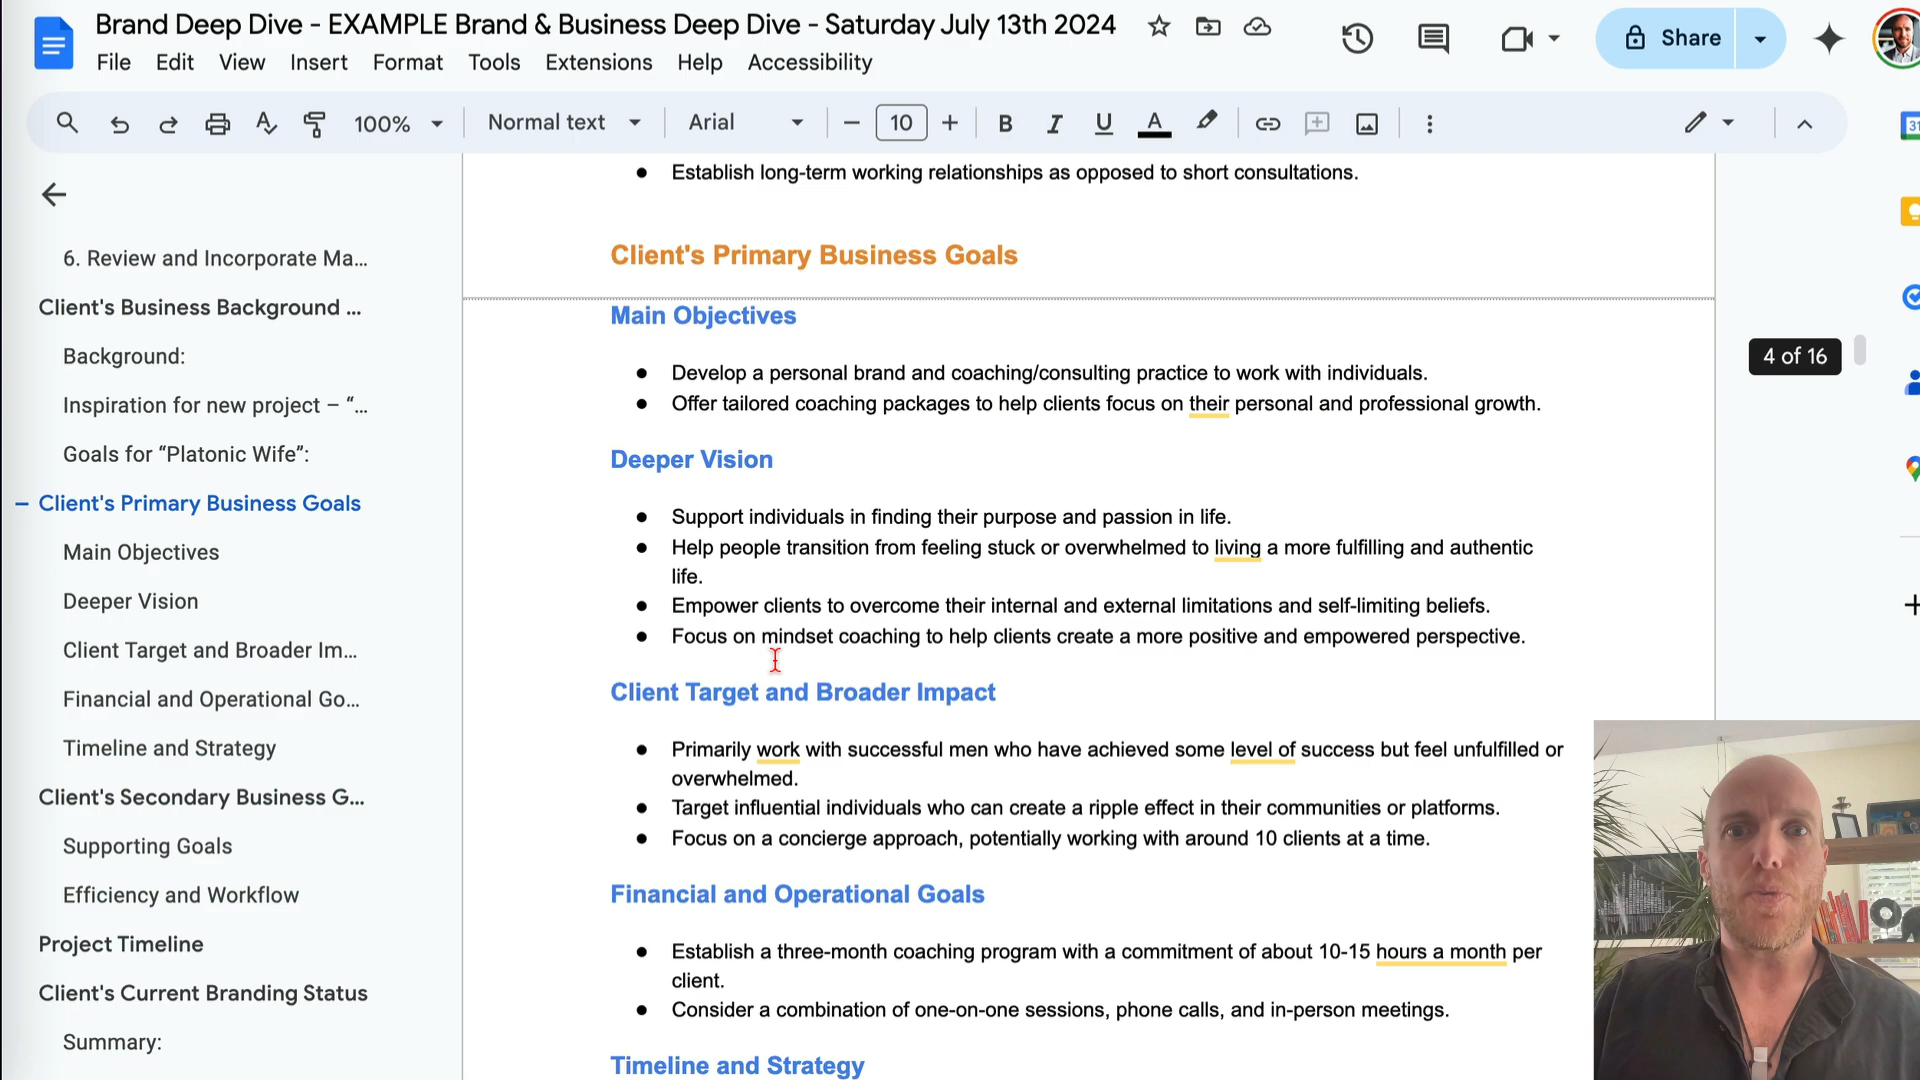 Brand Deep Dive - EXAMPLE Brand & Business Deep Dive - Saturday July 13th 2024
File Edit View Insert Format Tools Extensions Help Accessibility
Share
100% Normal text Arial 10 B I U A
31
6. Review and Incorporate Ma...
Client's Business Background ...
Background:
Inspiration for new project – “...
Goals for “Platonic Wife”:
Client's Primary Business Goals
Main Objectives
Deeper Vision
Client Target and Broader Im...
Financial and Operational Go...
Timeline and Strategy
Client's Secondary Business G...
Supporting Goals
Efficiency and Workflow
Project Timeline
Client's Current Branding Status
Summary:
● Establish long-term working relationships as opposed to short consultations.
Client's Primary Business Goals
Main Objectives
● Develop a personal brand and coaching/consulting practice to work with individuals.
● Offer tailored coaching packages to help clients focus on their personal and professional growth.
Deeper Vision
● Support individuals in finding their purpose and passion in life.
● Help people transition from feeling stuck or overwhelmed to living a more fulfilling and authentic
life.
● Empower clients to overcome their internal and external limitations and self-limiting beliefs.
● Focus on mindset coaching to help clients create a more positive and empowered perspective.
Client Target and Broader Impact
● Primarily work with successful men who have achieved some level of success but feel unfulfilled or
overwhelmed.
● Target influential individuals who can create a ripple effect in their communities or platforms.
● Focus on a concierge approach, potentially working with around 10 clients at a time.
Financial and Operational Goals
● Establish a three-month coaching program with a commitment of about 10-15 hours a month per
client.
● Consider a combination of one-on-one sessions, phone calls, and in-person meetings.
Timeline and Strategy
4 of 16